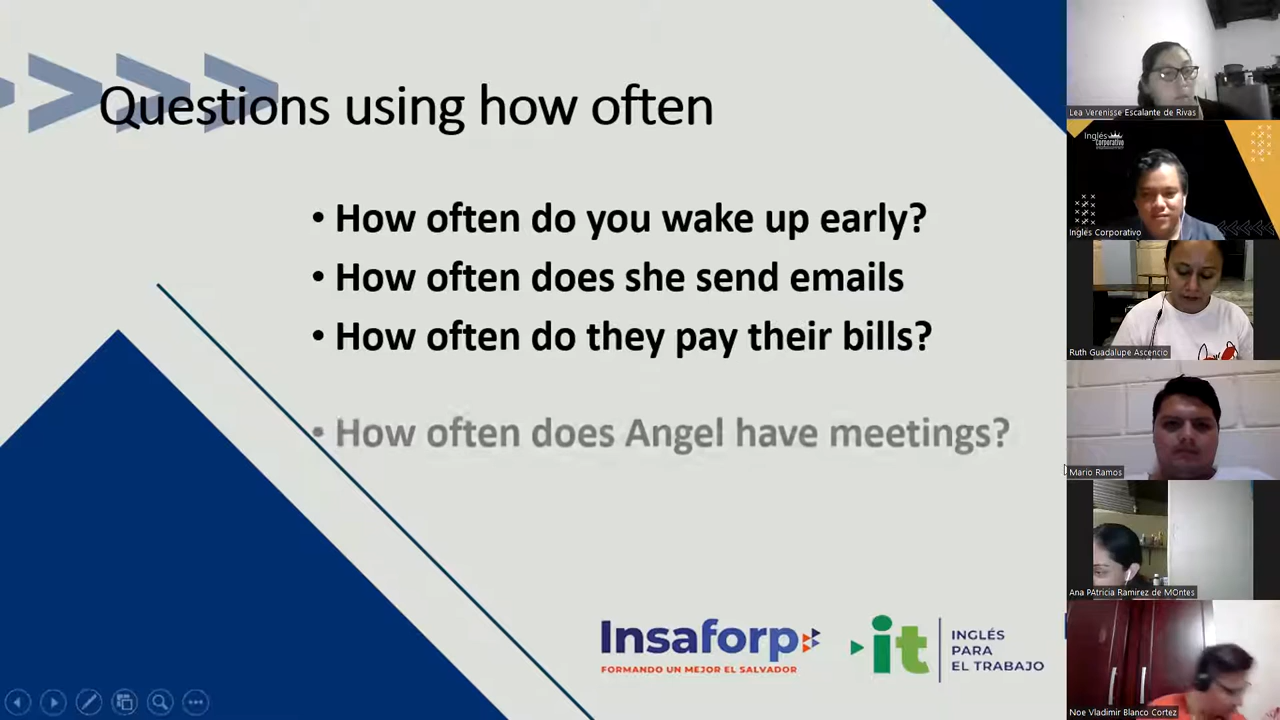 Questions using how often
• How often do you wake up early?
• How often does she send emails
• How often do they pay their bills?
• How often does Angel have meetings?
Insaforp
FORMANDO UN MEJOR EL SALVADOR
it
INGLÉS
PARA
EL TRABAJO
Lea Verenisse Escalante de Rivas
Inglés
Corporativo
Inglés Corporativo
Ruth Guadalupe Ascencio
Mario Ramos
Ana PAtricia Ramirez de MOntes
Noe Vladimir Blanco Cortez